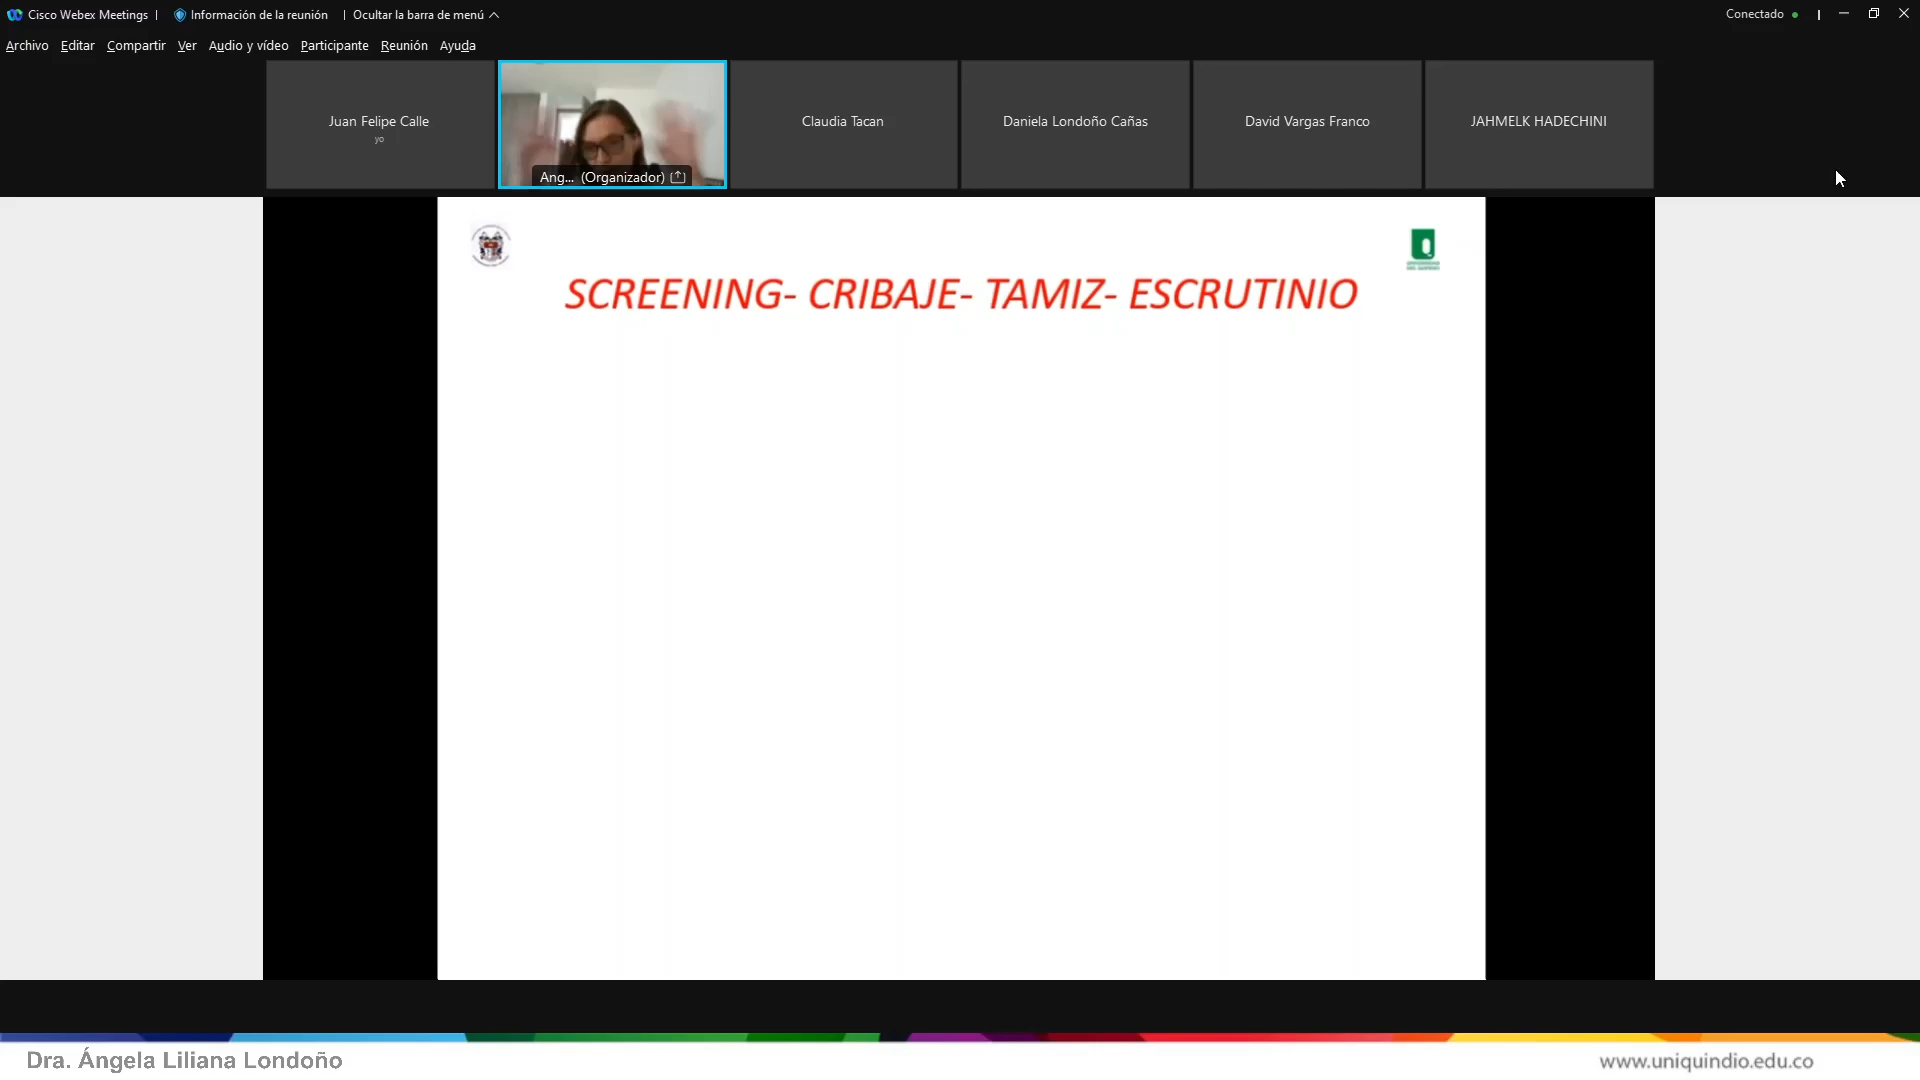 Cisco Webex Meetings | Información de la reunión | Ocultar la barra de menú
Conectado
Archivo Editar Compartir Ver Audio y vídeo Participante Reunión Ayuda
Juan Felipe Calle
yo
Ang... (Organizador)
Claudia Tacan
Daniela Londoño Cañas
David Vargas Franco
JAHMELK HADECHINI
SCREENING- CRIBAJE- TAMIZ- ESCRUTINIO
Dra. Ángela Liliana Londoño
www.uniquindio.edu.co